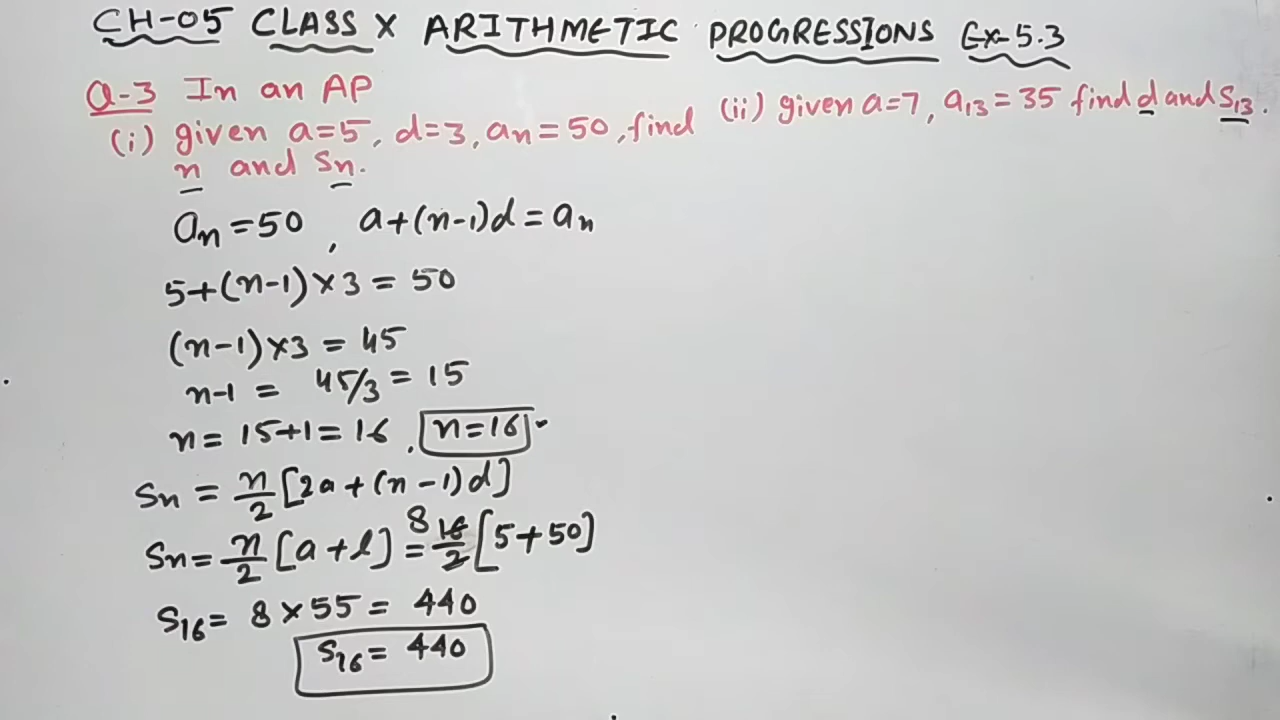 CH-05 CLASS X ARITHMETIC PROGRESSIONS Ex-5.3
Q-3 In an AP
(i) given a=5, d=3, aₙ=50, find
n and Sₙ.
(ii) given a=7, a₁₃=35 find d and S₁₃.
aₙ=50, a+(n-1)d=aₙ
5+(n-1)×3=50
(n-1)×3=45
n-1 = 45/3=15
n=15+1=16. n=16
Sₙ = n/2[2a+(n-1)d]
Sₙ=n/2[a+l]= 8 16/2[5+50]
S₁₆= 8×55= 440
S₁₆= 440